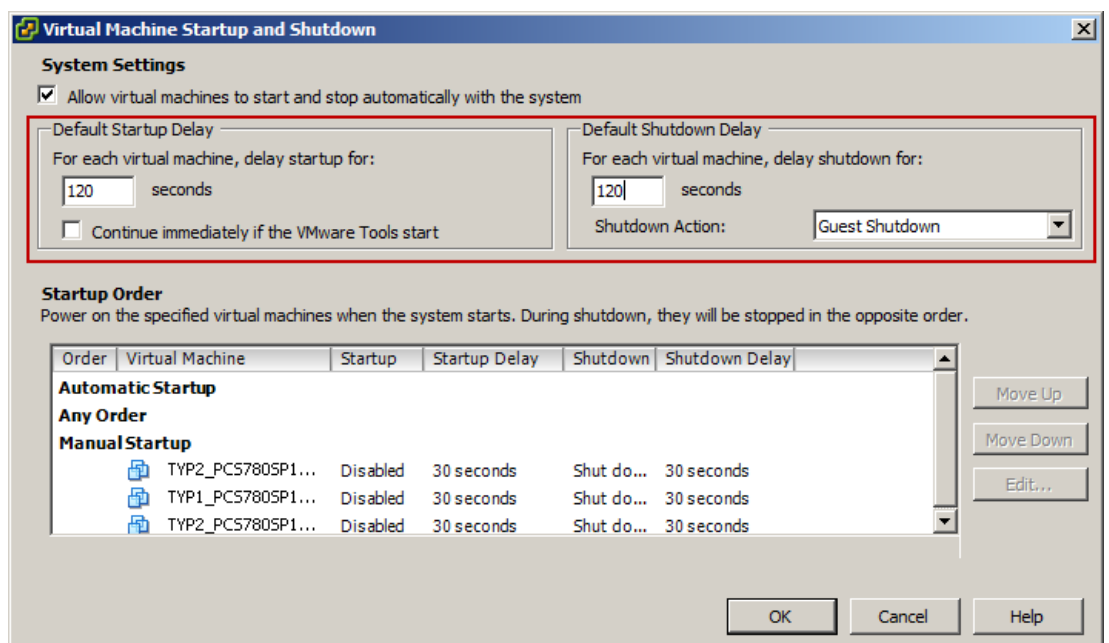 Virtual Machine Startup and Shutdown
System Settings
Allow virtual machines to start and stop automatically with the system
Default Startup Delay
For each virtual machine, delay startup for:
120 seconds
Continue immediately if the VMware Tools start
Default Shutdown Delay
For each virtual machine, delay shutdown for:
120 seconds
Shutdown Action: Guest Shutdown
Startup Order
Power on the specified virtual machines when the system starts. During shutdown, they will be stopped in the opposite order.
Order Virtual Machine Startup Startup Delay Shutdown Shutdown Delay
Automatic Startup
Any Order
Manual Startup
TYP2_PCS780SP1... Disabled 30 seconds Shut do... 30 seconds
TYP1_PCS780SP1... Disabled 30 seconds Shut do... 30 seconds
TYP2_PCS780SP1... Disabled 30 seconds Shut do... 30 seconds
Move Up
Move Down
Edit...
OK Cancel Help